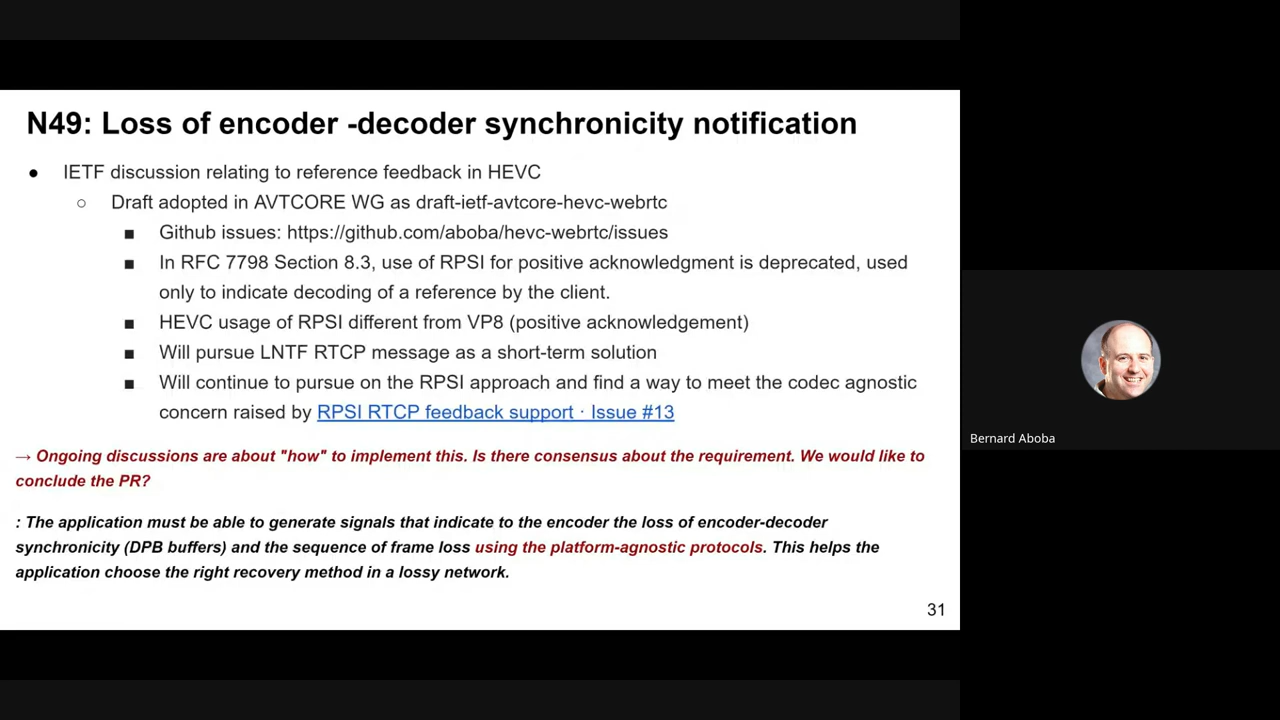 N49: Loss of encoder -decoder synchronicity notification
● IETF discussion relating to reference feedback in HEVC
○ Draft adopted in AVTCORE WG as draft-ietf-avtcore-hevc-webrtc
■ Github issues: https://github.com/aboba/hevc-webrtc/issues
■ In RFC 7798 Section 8.3, use of RPSI for positive acknowledgment is deprecated, used
only to indicate decoding of a reference by the client.
■ HEVC usage of RPSI different from VP8 (positive acknowledgement)
■ Will pursue LNTF RTCP message as a short-term solution
■ Will continue to pursue on the RPSI approach and find a way to meet the codec agnostic
concern raised by RPSI RTCP feedback support · Issue #13
→ Ongoing discussions are about "how" to implement this. Is there consensus about the requirement. We would like to
conclude the PR?
: The application must be able to generate signals that indicate to the encoder the loss of encoder-decoder
synchronicity (DPB buffers) and the sequence of frame loss using the platform-agnostic protocols. This helps the
application choose the right recovery method in a lossy network.
31
Bernard Aboba